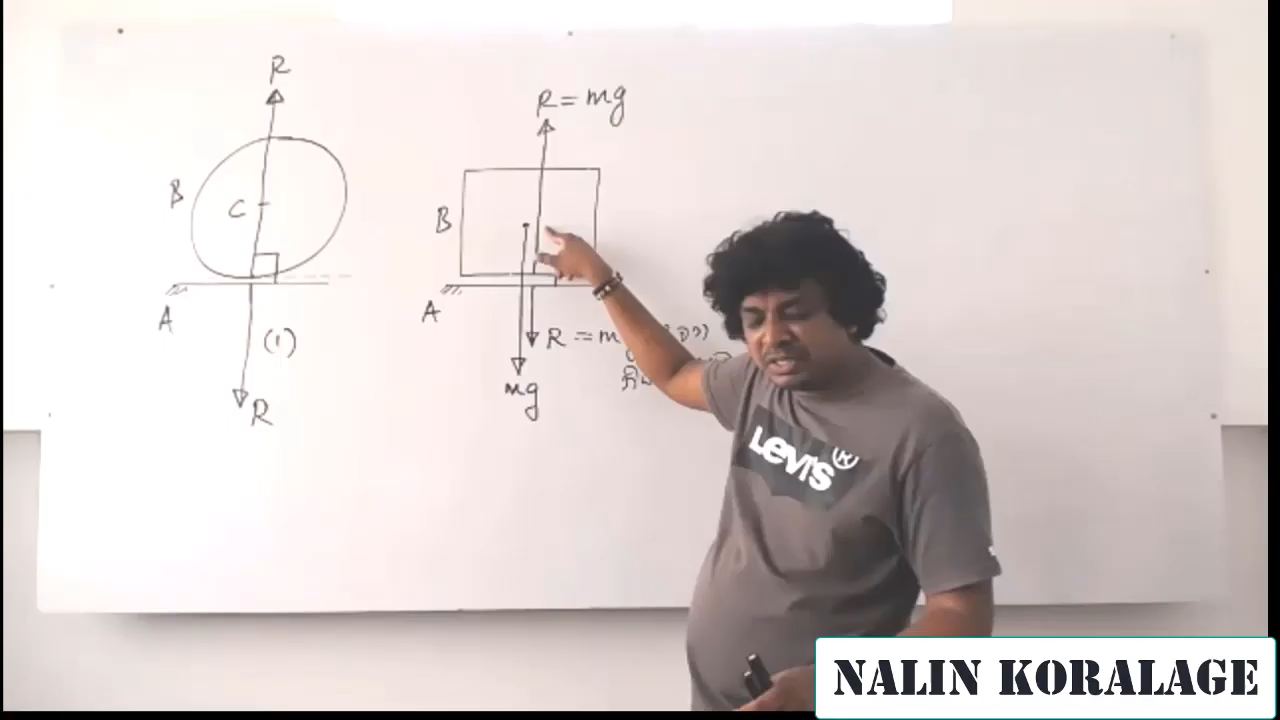 R
B
C
A
(1)
R
R = mg
B
A
R = m
mg
LEVI'S ®
NALIN KORALAGE